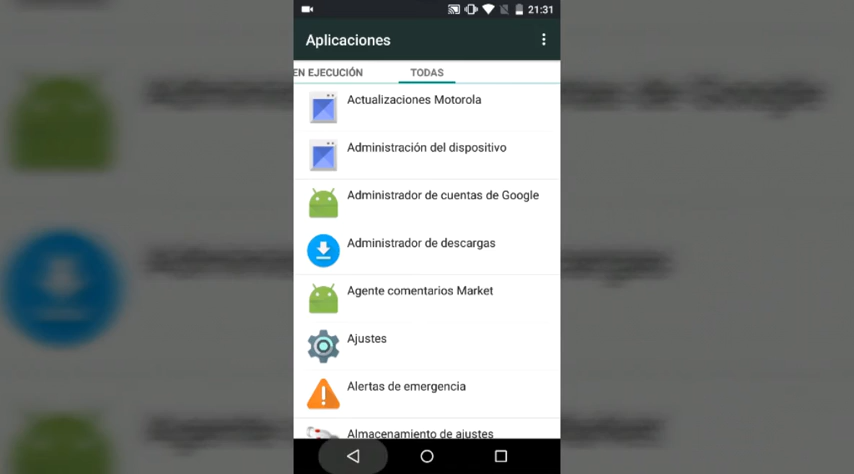 21:31
Aplicaciones
EN EJECUCIÓN TODAS
Actualizaciones Motorola
Administración del dispositivo
Administrador de cuentas de Google
Administrador de descargas
Agente comentarios Market
Ajustes
Alertas de emergencia
Almacenamiento de ajustes